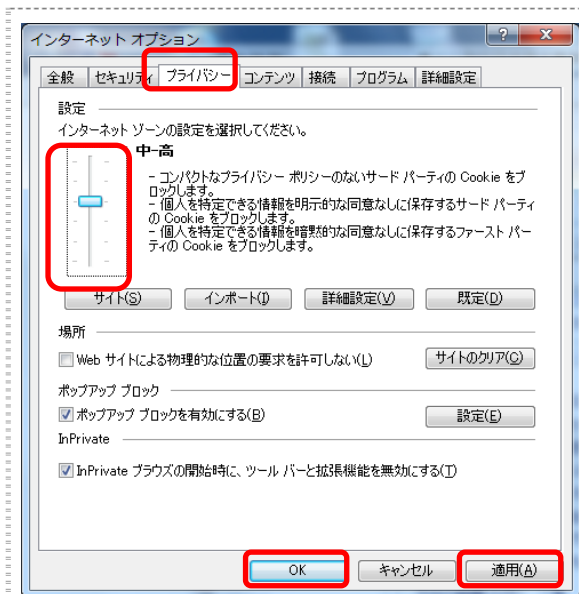 インターネット オプション
全般 セキュリティ プライバシー コンテンツ 接続 プログラム 詳細設定
設定
インターネット ゾーンの設定を選択してください。
中-高
- コンパクトなプライバシー ポリシーのないサード パーティの Cookie をブ
ロックします。
- 個人を特定できる情報を明示的な同意なしに保存するサード パーティ
の Cookie をブロックします。
- 個人を特定できる情報を暗黙的な同意なしに保存するファースト パー
ティの Cookie をブロックします。
サイト(S) インポート(I) 詳細設定(V) 既定(D)
場所
Web サイトによる物理的な位置の要求を許可しない(L) サイトのクリア(C)
ポップアップ ブロック
ポップアップ ブロックを有効にする(B) 設定(E)
InPrivate
InPrivate ブラウズの開始時に、ツール バーと拡張機能を無効にする(T)
OK キャンセル 適用(A)